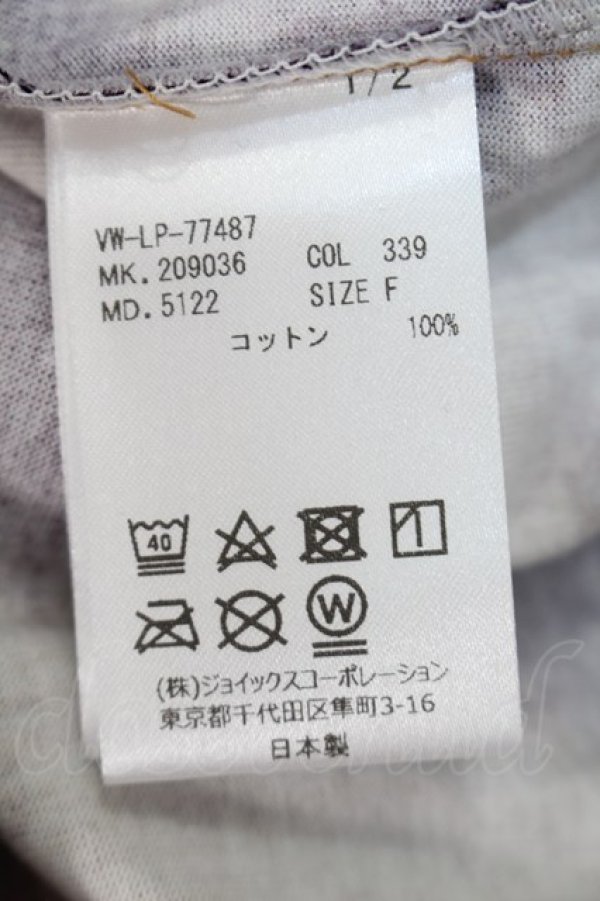 1/2
VW-LP-77487
MK.209036 COL 339
MD.5122 SIZE F
コットン 100%
40
W
(株)ジョイックスコーポレーション
東京都千代田区隼町3-16
日本製